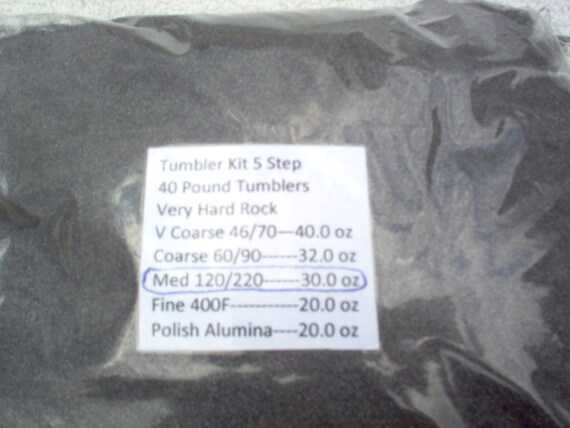 Tumbler Kit 5 Step
40 Pound Tumblers
Very Hard Rock
V Coarse 46/70—40.0 oz
Coarse 60/90------32.0 oz
Med 120/220------30.0 oz
Fine 400F-----------20.0 oz
Polish Alumina----20.0 oz